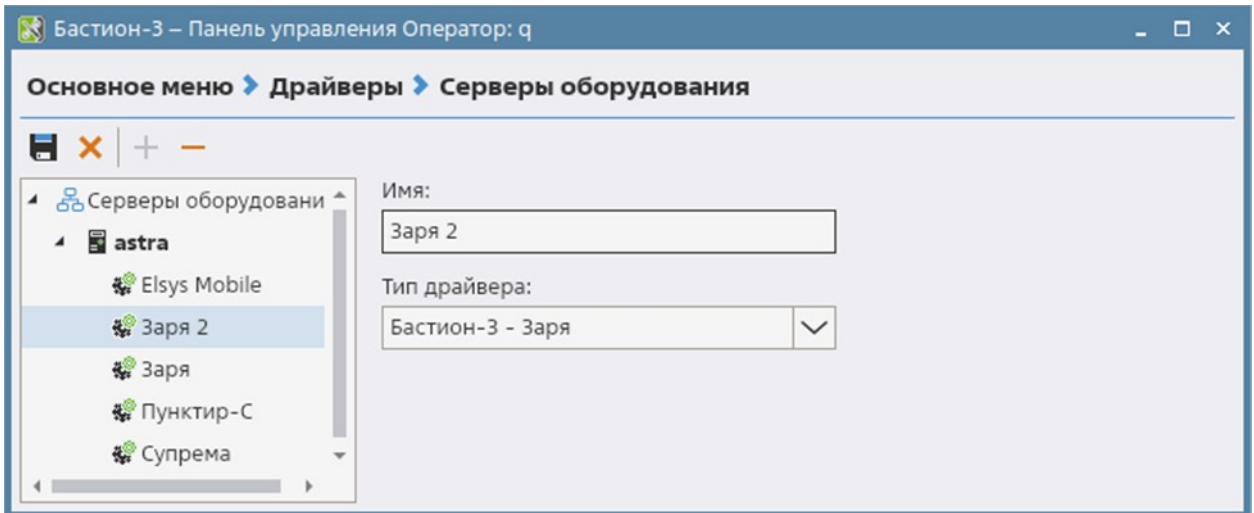 Бастион-3 – Панель управления Оператор: q
Основное меню Драйверы Серверы оборудования
Серверы оборудовани
astra
Elsys Mobile
Заря 2
Заря
Пунктир-С
Супрема
Имя:
Заря 2
Тип драйвера:
Бастион-3 - Заря